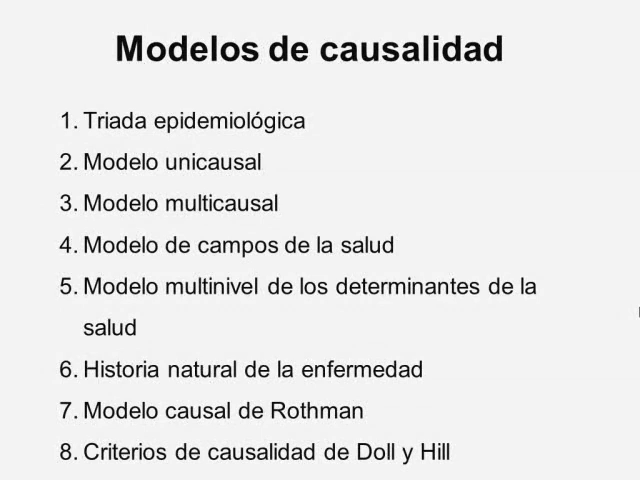 Modelos de causalidad
1. Triada epidemiológica
2. Modelo unicausal
3. Modelo multicausal
4. Modelo de campos de la salud
5. Modelo multinivel de los determinantes de la
salud
6. Historia natural de la enfermedad
7. Modelo causal de Rothman
8. Criterios de causalidad de Doll y Hill